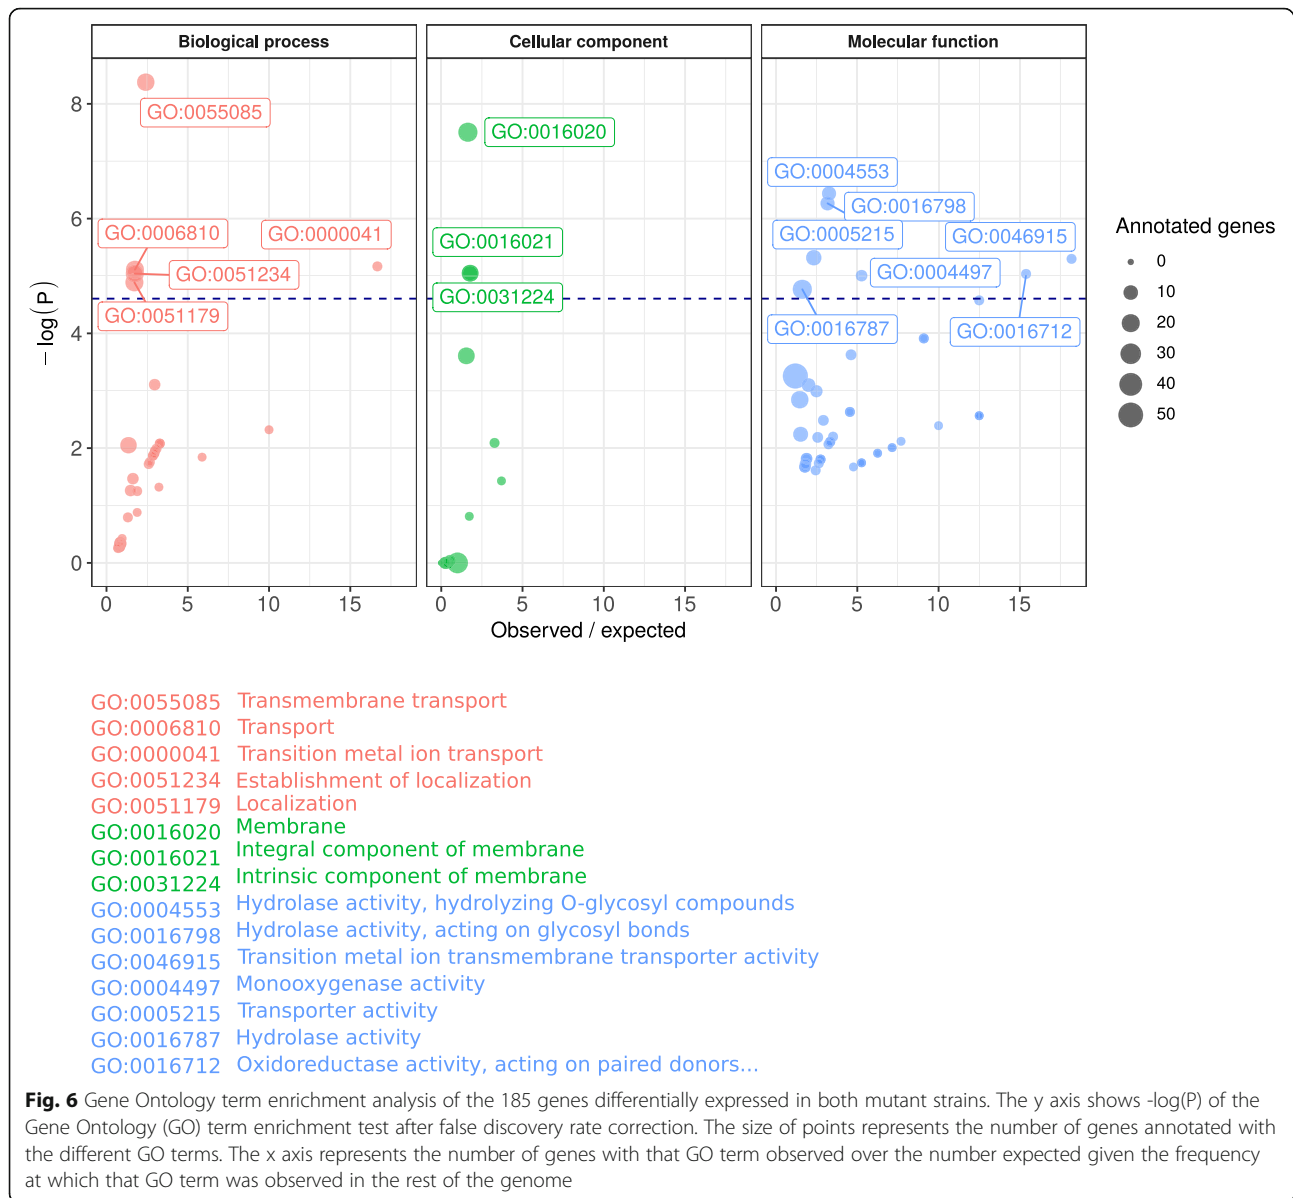 Biological process
Cellular component
Molecular function
8
6
4
2
0
− log(P)
GO:0055085
GO:0006810
GO:0000041
GO:0051234
GO:0051179
GO:0016020
GO:0016021
GO:0031224
GO:0004553
GO:0016798
GO:0005215
GO:0046915
GO:0004497
GO:0016787
GO:0016712
0 5 10 15
0 5 10 15
0 5 10 15
Observed / expected
Annotated genes
0
10
20
30
40
50
GO:0055085 Transmembrane transport
GO:0006810 Transport
GO:0000041 Transition metal ion transport
GO:0051234 Establishment of localization
GO:0051179 Localization
GO:0016020 Membrane
GO:0016021 Integral component of membrane
GO:0031224 Intrinsic component of membrane
GO:0004553 Hydrolase activity, hydrolyzing O-glycosyl compounds
GO:0016798 Hydrolase activity, acting on glycosyl bonds
GO:0046915 Transition metal ion transmembrane transporter activity
GO:0004497 Monooxygenase activity
GO:0005215 Transporter activity
GO:0016787 Hydrolase activity
GO:0016712 Oxidoreductase activity, acting on paired donors...
Fig. 6 Gene Ontology term enrichment analysis of the 185 genes differentially expressed in both mutant strains. The y axis shows -log(P) of the
Gene Ontology (GO) term enrichment test after false discovery rate correction. The size of points represents the number of genes annotated with
the different GO terms. The x axis represents the number of genes with that GO term observed over the number expected given the frequency
at which that GO term was observed in the rest of the genome